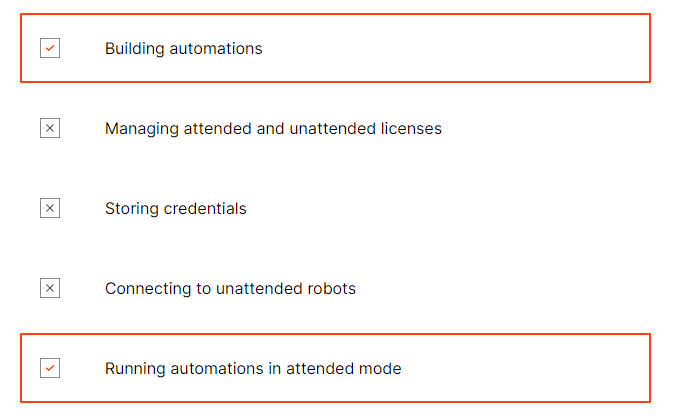 Building automations
Managing attended and unattended licenses
Storing credentials
Connecting to unattended robots
Running automations in attended mode